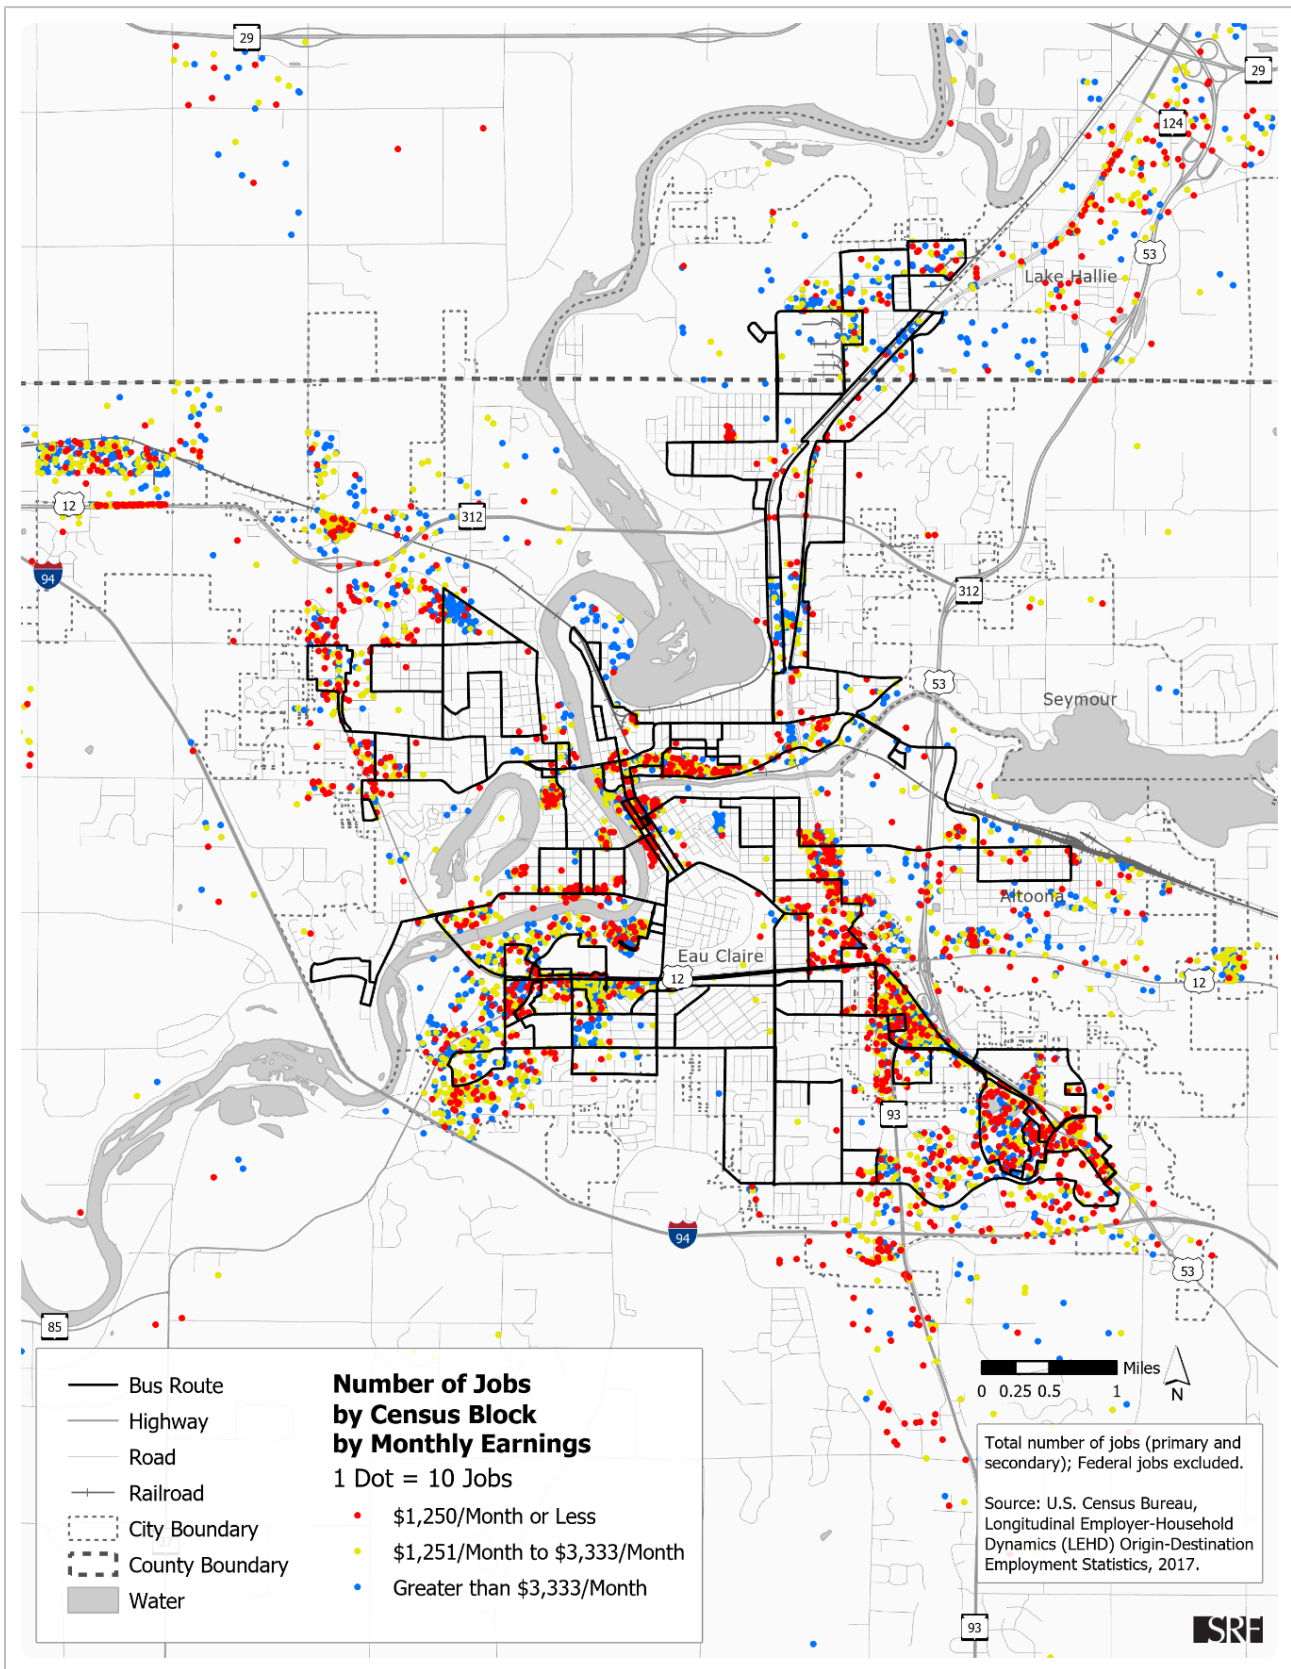 29
29
124
53
Lake Hallie
12
312
94
312
53
Seymour
Altoona
Eau Claire
12
12
93
94
53
85
Bus Route
Highway
Road
Railroad
City Boundary
County Boundary
Water
Number of Jobs
by Census Block
by Monthly Earnings
1 Dot = 10 Jobs
$1,250/Month or Less
$1,251/Month to $3,333/Month
Greater than $3,333/Month
Miles
0 0.25 0.5 1
N
Total number of jobs (primary and
secondary); Federal jobs excluded.
Source: U.S. Census Bureau,
Longitudinal Employer-Household
Dynamics (LEHD) Origin-Destination
Employment Statistics, 2017.
93
SRF